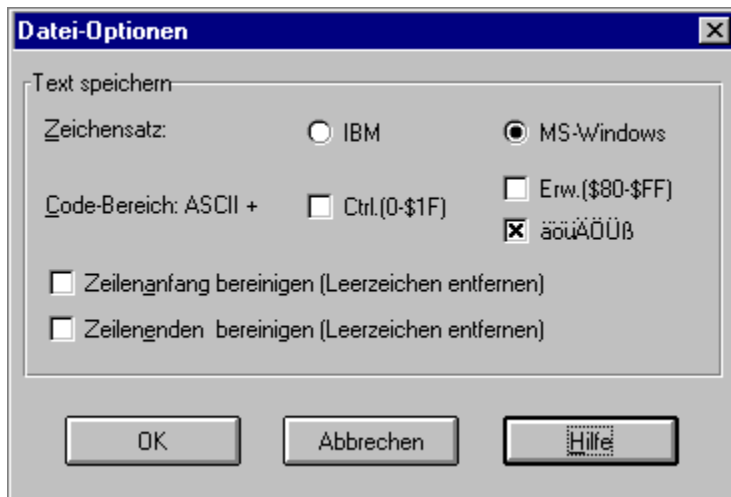 Datei-Optionen
Text speichern
Zeichensatz: IBM MS-Windows
Code-Bereich: ASCII + Ctrl.(0-$1F) Erw.($80-$FF)
äöüÄÖÜß
Zeilenanfang bereinigen (Leerzeichen entfernen)
Zeilenenden bereinigen (Leerzeichen entfernen)
OK Abbrechen Hilfe